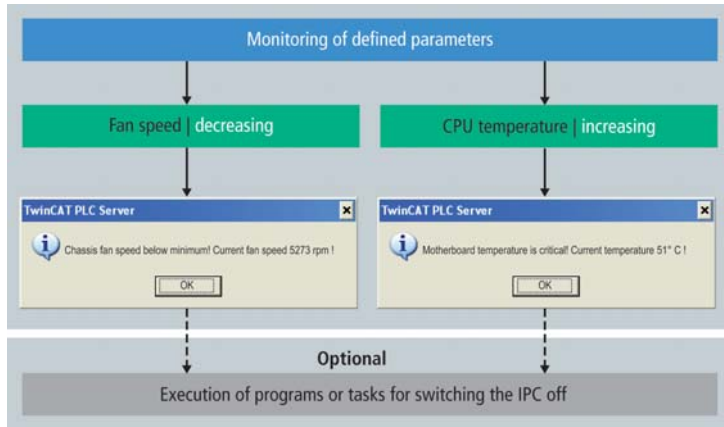 Monitoring of defined parameters
Fan speed | decreasing
CPU temperature | increasing
TwinCAT PLC Server
Chassis fan speed below minimum! Current fan speed 5273 rpm !
OK
TwinCAT PLC Server
Motherboard temperature is critical! Current temperature 51° C !
OK
Optional
Execution of programs or tasks for switching the IPC off